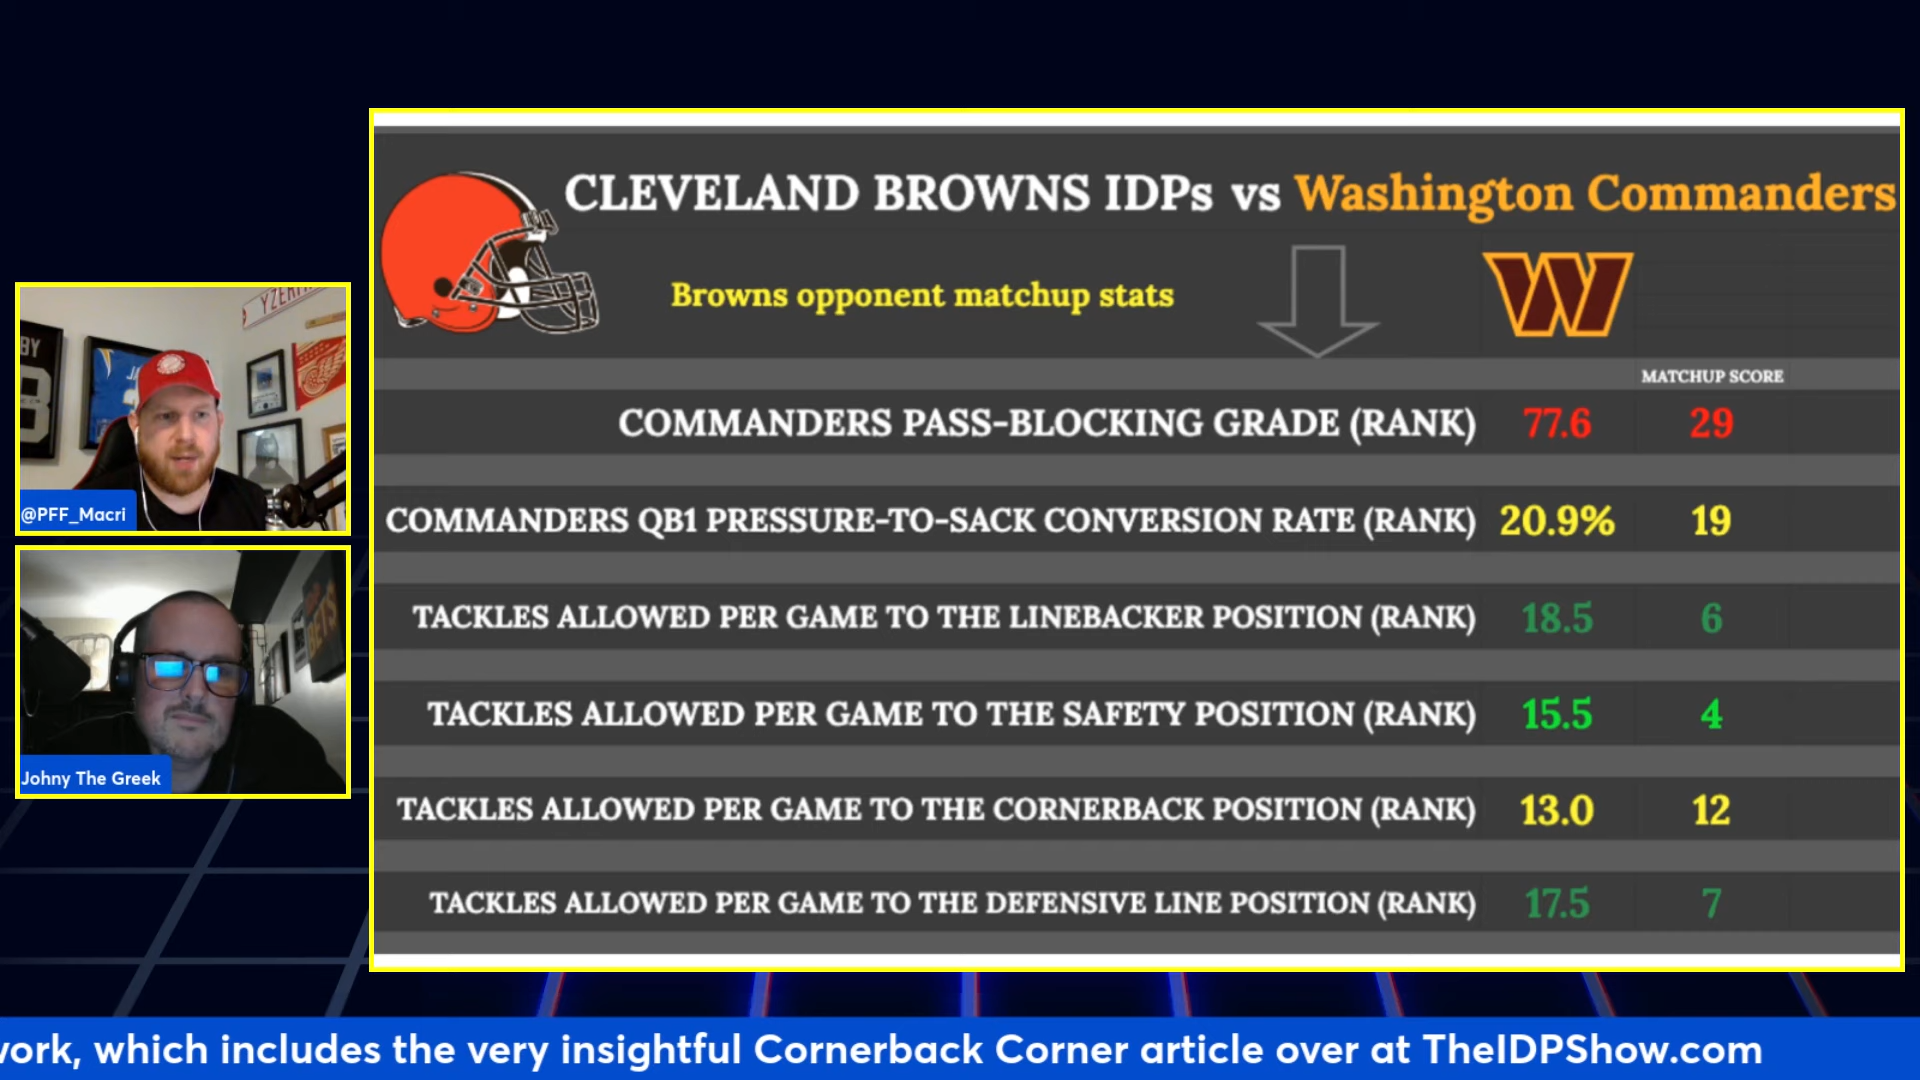 CLEVELAND BROWNS IDPs vs Washington Commanders
Browns opponent matchup stats
W
MATCHUP SCORE
COMMANDERS PASS-BLOCKING GRADE (RANK) 77.6 29
COMMANDERS QB1 PRESSURE-TO-SACK CONVERSION RATE (RANK) 20.9% 19
TACKLES ALLOWED PER GAME TO THE LINEBACKER POSITION (RANK) 18.5 6
TACKLES ALLOWED PER GAME TO THE SAFETY POSITION (RANK) 15.5 4
TACKLES ALLOWED PER GAME TO THE CORNERBACK POSITION (RANK) 13.0 12
TACKLES ALLOWED PER GAME TO THE DEFENSIVE LINE POSITION (RANK) 17.5 7
BY
8
@PFF_Macri
BETS
Johny The Greek
work, which includes the very insightful Cornerback Corner article over at TheIDPShow.com